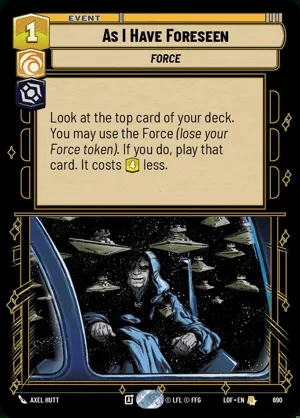 EVENT
1
AS I HAVE FORESEEN
FORCE
Look at the top card of your deck.
You may use the Force (lose your
Force token). If you do, play that
card. It costs 4 less.
AXEL HUTT
© LFL © FFG
LOF • EN
690